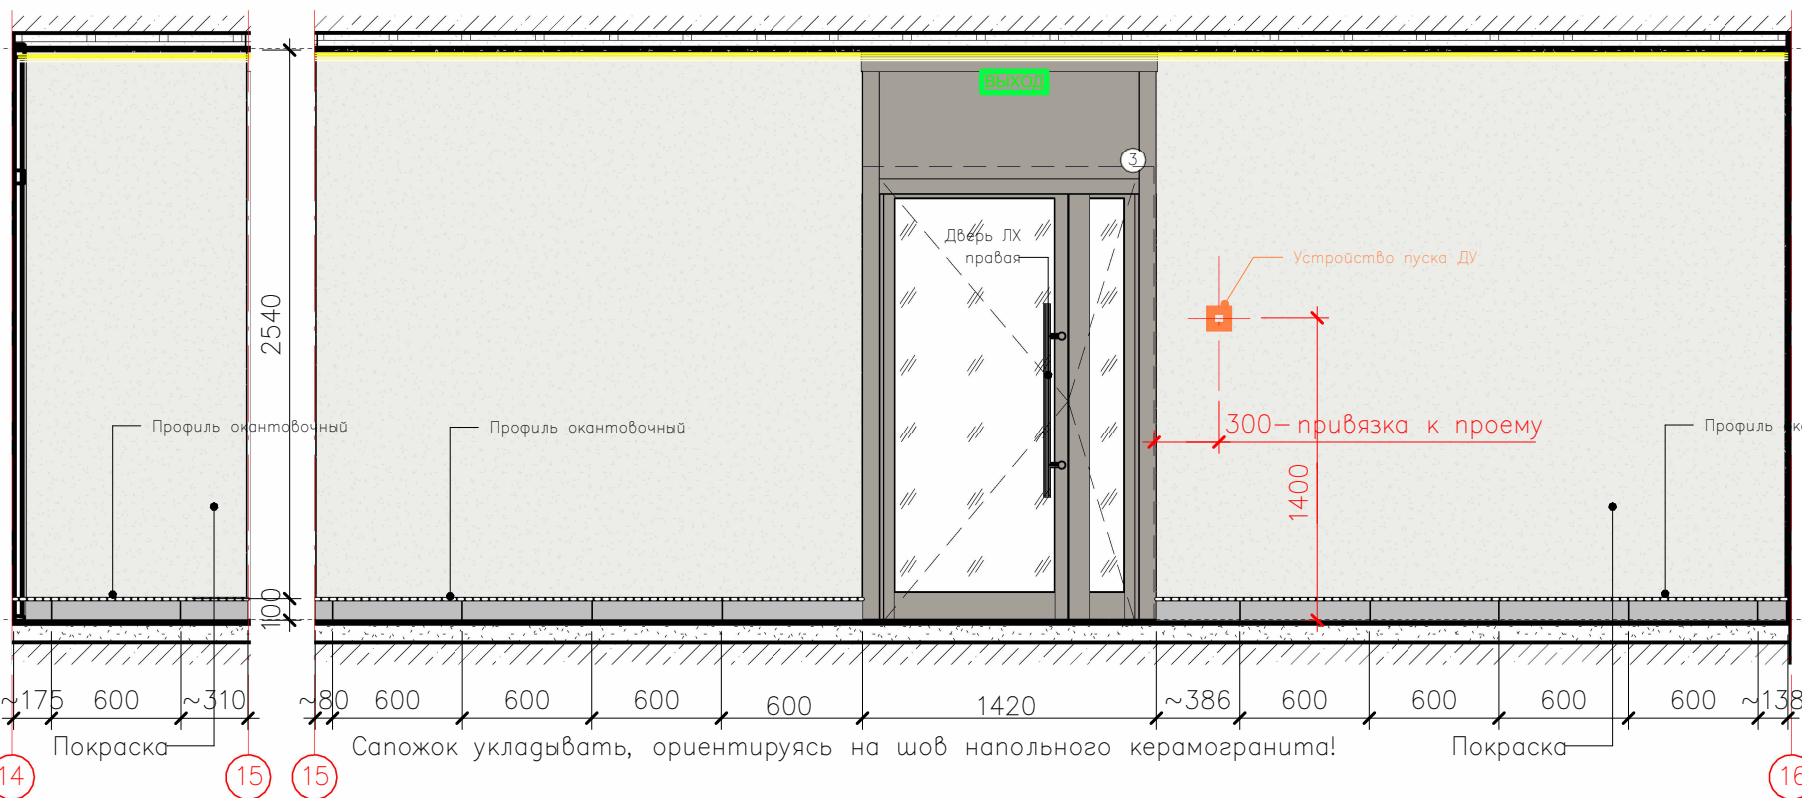 ВЫХОД
3
Дверь ЛХ
правая
Устройство пуска ДУ
2540
Профиль окантовочный
Профиль окантовочный
300-привязка к проему
Профиль ок
1400
100
~175
600
~310
~80
600
600
600
600
1420
~386
600
600
600
600
~138
Покраска
Сапожок укладывать, ориентируясь на шов напольного керамогранита!
Покраска
14
15
15
16